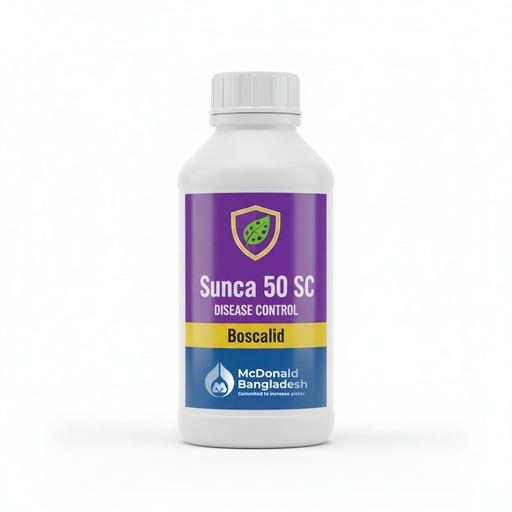 Sunca 50 SC
DISEASE CONTROL
Boscalid
McDonald
Bangladesh
Commited to increase yields